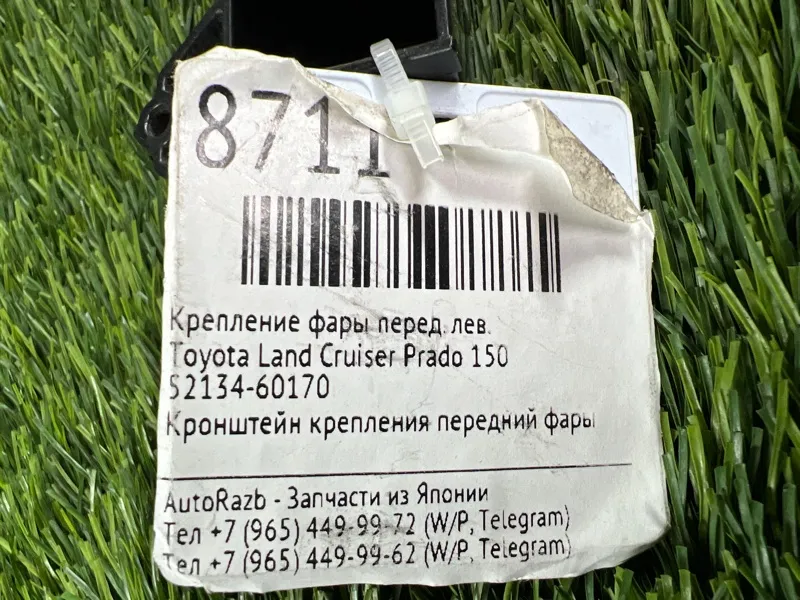 8711
Крепление фары перед. лев.
Toyota Land Cruiser Prado 150
52134-60170
Кронштейн крепления передний фары
AutoRazb - Запчасти из Японии
Тел +7 (965) 449-99-72 (W/P, Telegram)
Тел +7 (965) 449-99-62 (W/P, Telegram)